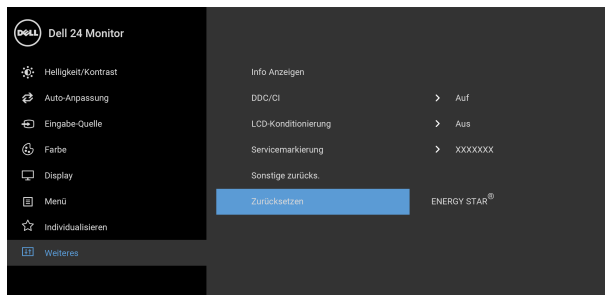 DELL Dell 24 Monitor
Helligkeit/Kontrast
Auto-Anpassung
Eingabe-Quelle
Farbe
Display
Menü
Individualisieren
Weiteres
Info Anzeigen
DDC/CI > Auf
LCD-Konditionierung > Aus
Servicemarkierung > XXXXXXX
Sonstige zurücks.
Zurücksetzen ENERGY STAR®